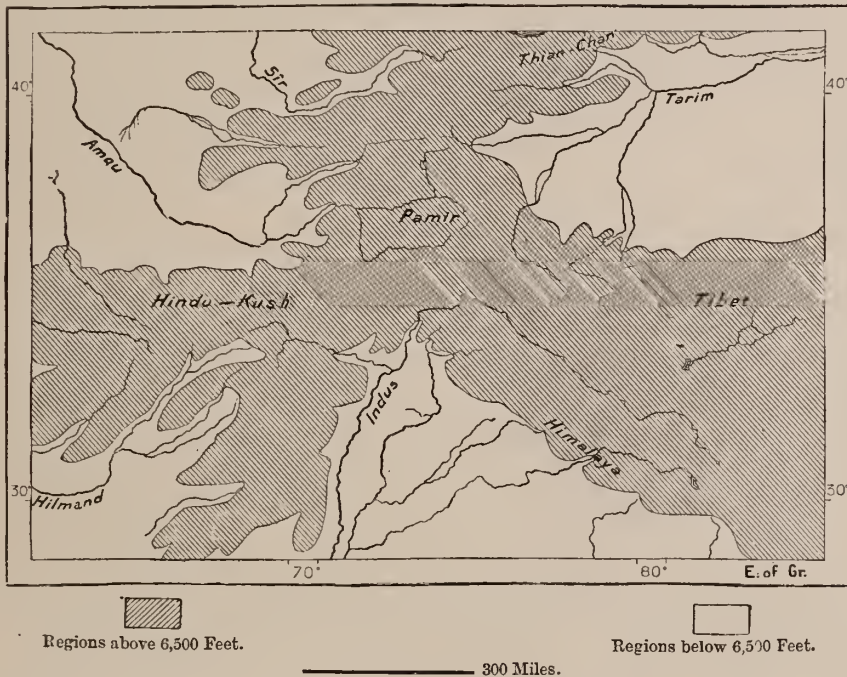 Thian-Chan
40°
Sir
Tarim
40°
Amau
Pamir
Hindu-Kush
Tibet
Indus
Himalaya
30°
Hilmand
30°
70°
80°
E. of Gr.
Regions above 6,500 Feet.
Regions below 6,500 Feet.
300 Miles.